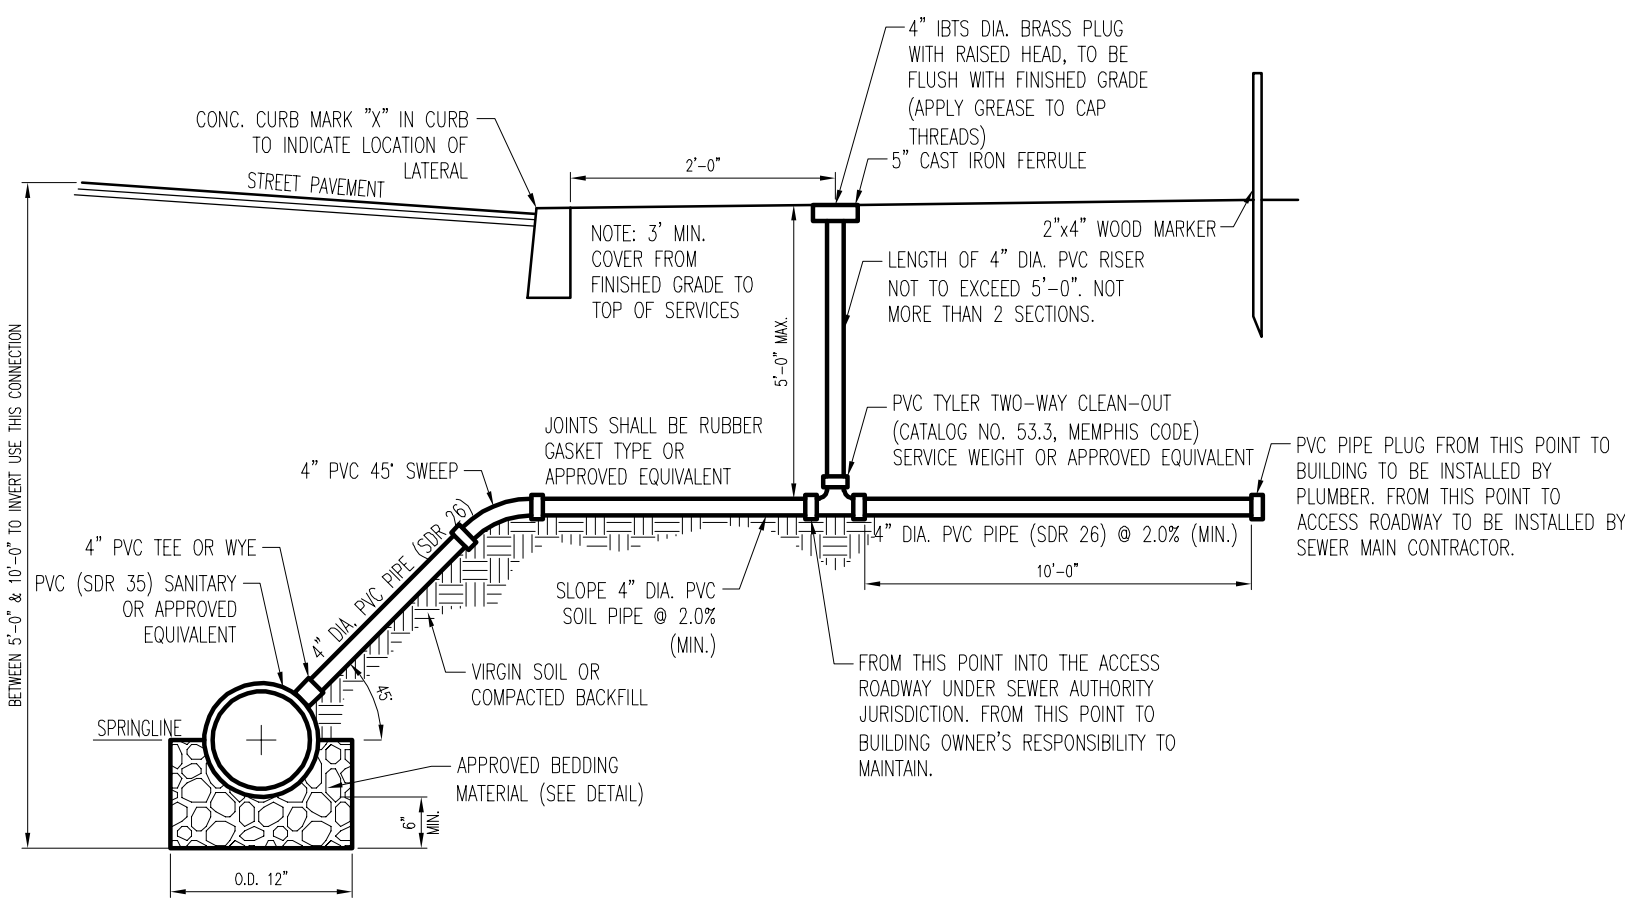 4" IBTS DIA. BRASS PLUG
WITH RAISED HEAD, TO BE
FLUSH WITH FINISHED GRADE
(APPLY GREASE TO CAP
THREADS)
5" CAST IRON FERRULE
CONC. CURB MARK "X" IN CURB
TO INDICATE LOCATION OF
LATERAL
STREET PAVEMENT
2'-0"
NOTE: 3' MIN.
COVER FROM
FINISHED GRADE TO
TOP OF SERVICES
2"x4" WOOD MARKER
LENGTH OF 4" DIA. PVC RISER
NOT TO EXCEED 5'-0". NOT
MORE THAN 2 SECTIONS.
5'-0" MAX.
BETWEEN 5'-0" & 10'-0" TO INVERT USE THIS CONNECTION
PVC TYLER TWO-WAY CLEAN-OUT
(CATALOG NO. 53.3, MEMPHIS CODE)
SERVICE WEIGHT OR APPROVED EQUIVALENT
JOINTS SHALL BE RUBBER
GASKET TYPE OR
APPROVED EQUIVALENT
4" PVC 45° SWEEP
PVC PIPE PLUG FROM THIS POINT TO
BUILDING TO BE INSTALLED BY
PLUMBER. FROM THIS POINT TO
ACCESS ROADWAY TO BE INSTALLED BY
SEWER MAIN CONTRACTOR.
4" DIA. PVC PIPE (SDR 26) @ 2.0% (MIN.)
10'-0"
4" DIA. PVC PIPE (SDR 26)
4" PVC TEE OR WYE
PVC (SDR 35) SANITARY
OR APPROVED
EQUIVALENT
SLOPE 4" DIA. PVC
SOIL PIPE @ 2.0%
(MIN.)
VIRGIN SOIL OR
COMPACTED BACKFILL
45°
FROM THIS POINT INTO THE ACCESS
ROADWAY UNDER SEWER AUTHORITY
JURISDICTION. FROM THIS POINT TO
BUILDING OWNER'S RESPONSIBILITY TO
MAINTAIN.
SPRINGLINE
APPROVED BEDDING
MATERIAL (SEE DETAIL)
6"
MIN.
O.D. 12"